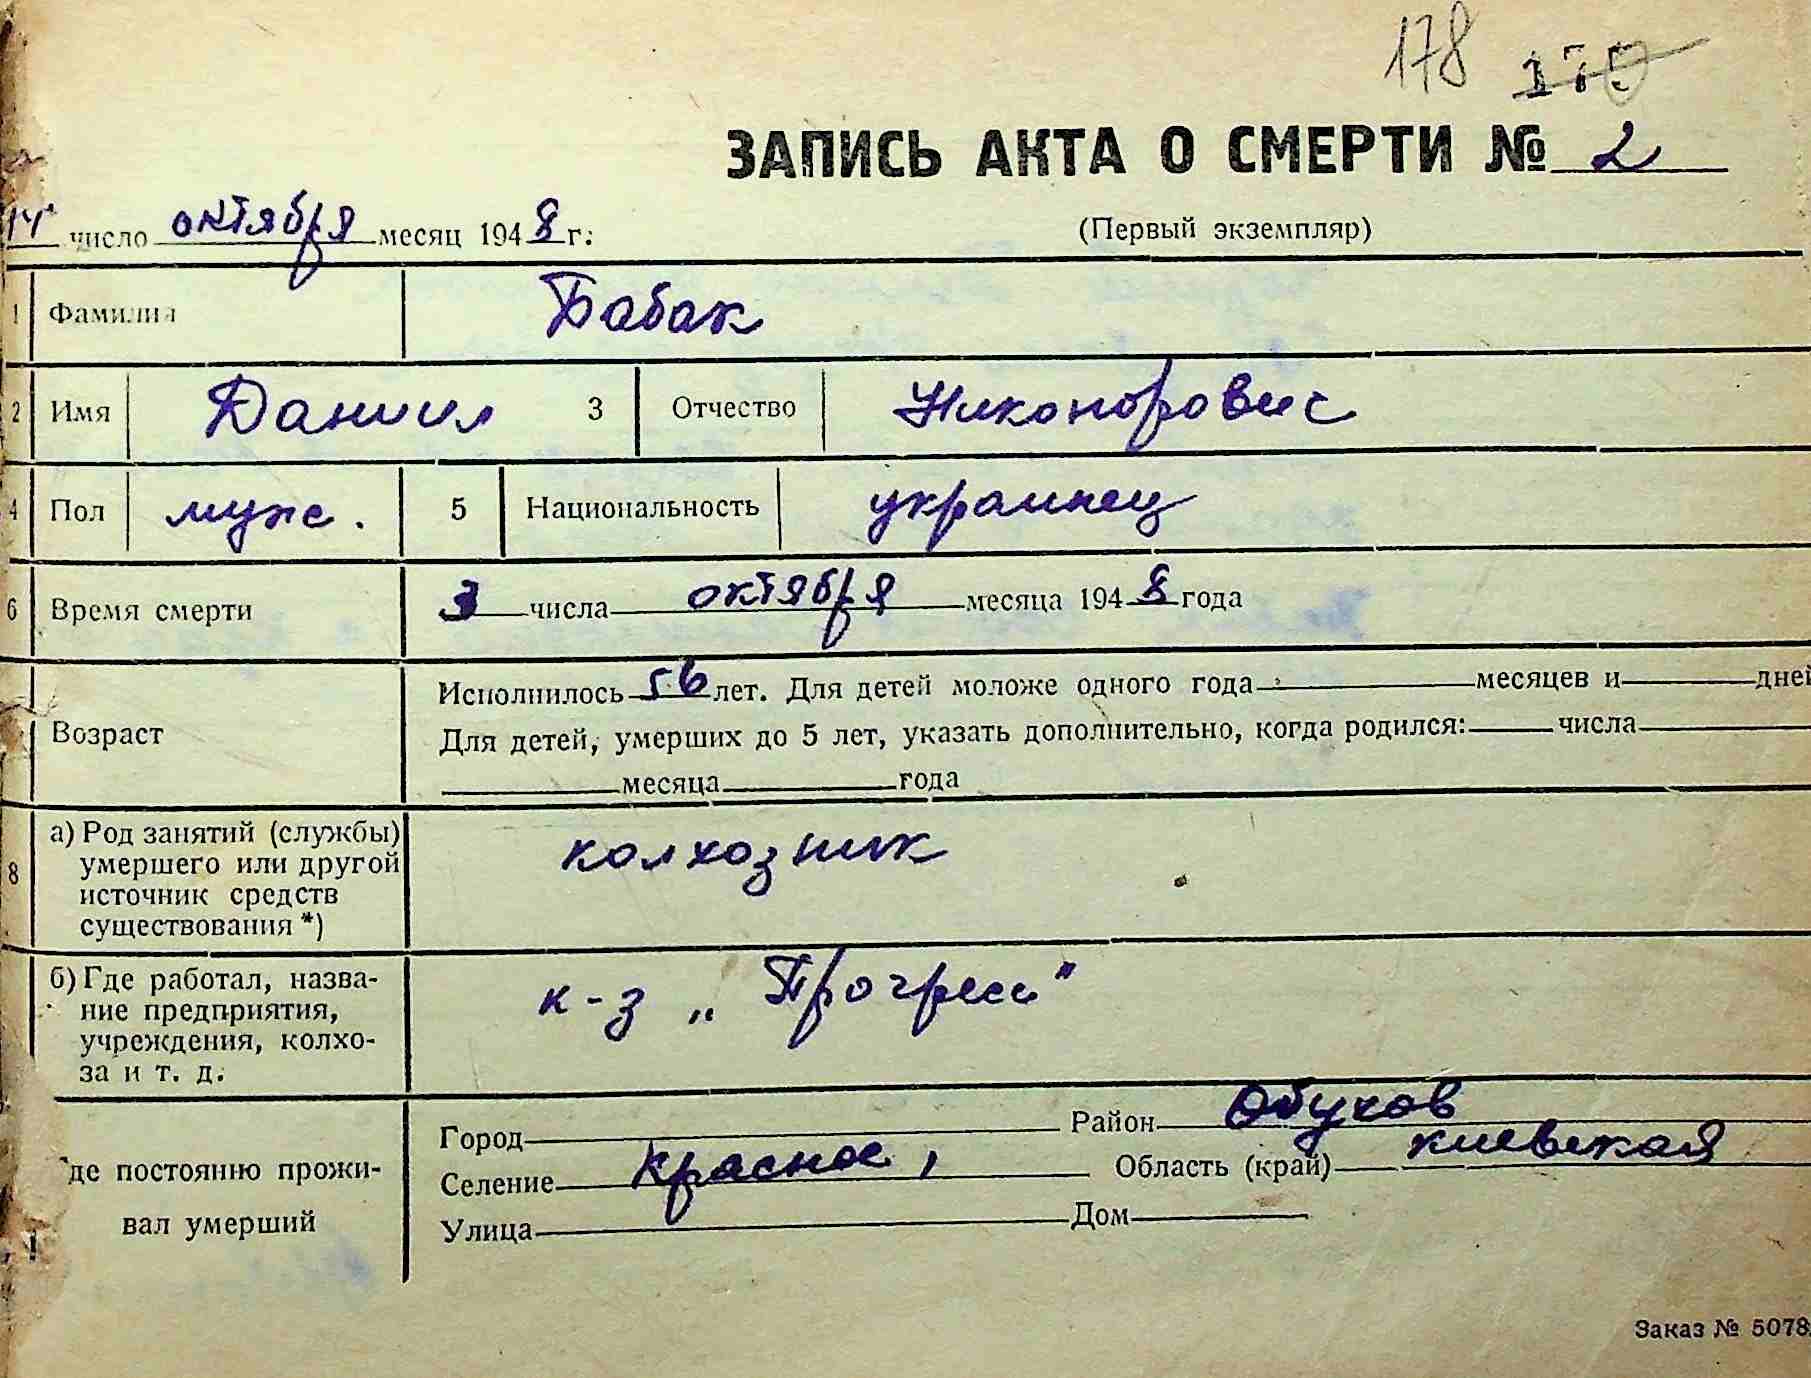 178 170
ЗАПИСЬ АКТА О СМЕРТИ № 2
14 число октября месяц 1948 г:
(Первый экземпляр)
1 Фамилия Бабак
2 Имя Даниил 3 Отчество Никоноровис
4 Пол муже. 5 Национальность украинец
6 Время смерти 3 числа октября месяца 1948 года
Исполнилось 56 лет. Для детей моложе одного года месяцев и дней
Возраст Для детей, умерших до 5 лет, указать дополнительно, когда родился: числа
месяца года
8 а) Род занятий (службы) колхозник
умершего или другой
источник средств
существования *)
б) Где работал, назва- к-з „Прогресс"
ние предприятия,
учреждения, колхо-
за и т. д.
Город Район Обухов
де постоянно прожи- Селение Красное, Область (край) киевская
вал умерший Улица Дом
Заказ № 5078